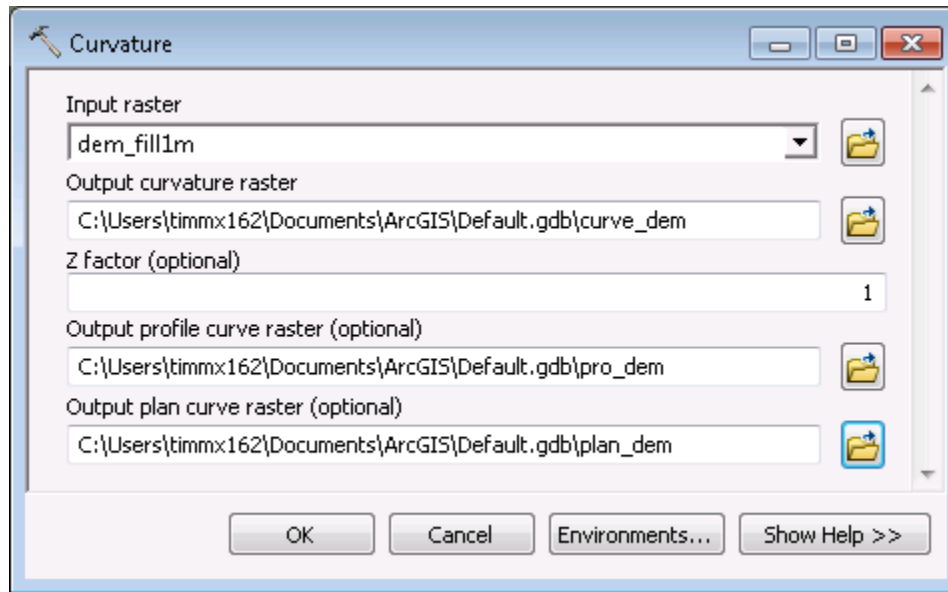 Curvature
Input raster
dem_fill1m
Output curvature raster
C:\Users\timmx162\Documents\ArcGIS\Default.gdb\curve_dem
Z factor (optional)
1
Output profile curve raster (optional)
C:\Users\timmx162\Documents\ArcGIS\Default.gdb\pro_dem
Output plan curve raster (optional)
C:\Users\timmx162\Documents\ArcGIS\Default.gdb\plan_dem
OK Cancel Environments... Show Help >>